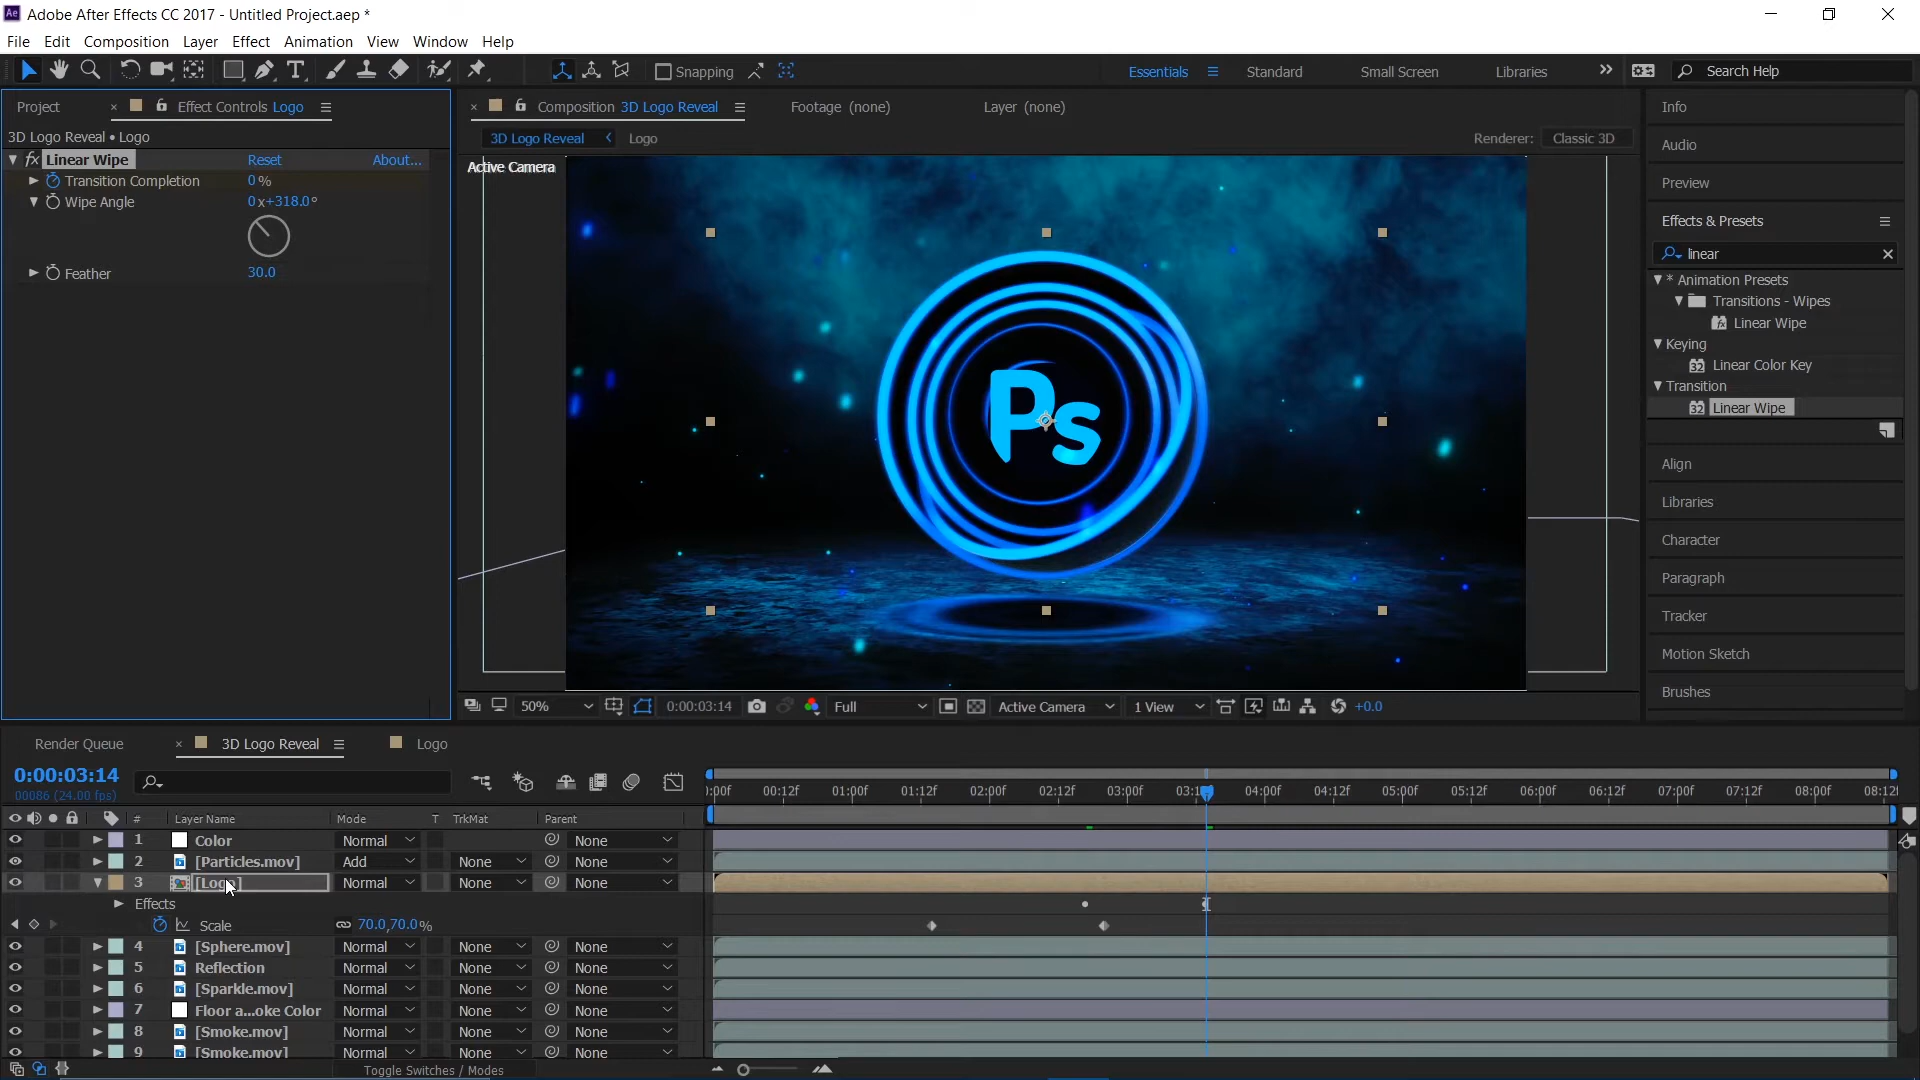 Ae Adobe After Effects CC 2017 - Untitled Project.aep *
File Edit Composition Layer Effect Animation View Window Help
Snapping Essentials Standard Small Screen Libraries Search Help
Project Effect Controls Logo
Composition 3D Logo Reveal Footage (none) Layer (none)
Info
3D Logo Reveal • Logo
3D Logo Reveal Logo Renderer: Classic 3D
Audio
fx Linear Wipe Reset About...
Active Camera
Transition Completion 0 %
Preview
Wipe Angle 0 x+318.0°
Effects & Presets
linear
Feather 30.0
* Animation Presets
Transitions - Wipes
Linear Wipe
Keying
32 Linear Color Key
Transition
32 Linear Wipe
Ps
Align
Libraries
Character
Paragraph
Tracker
Motion Sketch
Brushes
50% 0:00:03:14 Full Active Camera 1 View +0.0
Render Queue 3D Logo Reveal Logo
0:00:03:14
00086 (24.00 fps)
):00f 00:12f 01:00f 01:12f 02:00f 02:12f 03:00f 03:1 04:00f 04:12f 05:00f 05:12f 06:00f 06:12f 07:00f 07:12f 08:00f 08:12
# Layer Name Mode T TrkMat Parent
1 Color Normal None
2 [Particles.mov] Add None None
3 [Logo] Normal None None
Effects
Scale 70.0,70.0%
4 [Sphere.mov] Normal None None
5 Reflection Normal None None
6 [Sparkle.mov] Normal None None
7 Floor a...oke Color Normal None None
8 [Smoke.mov] Normal None None
9 [Smoke.mov] Normal None None
Toggle Switches / Modes